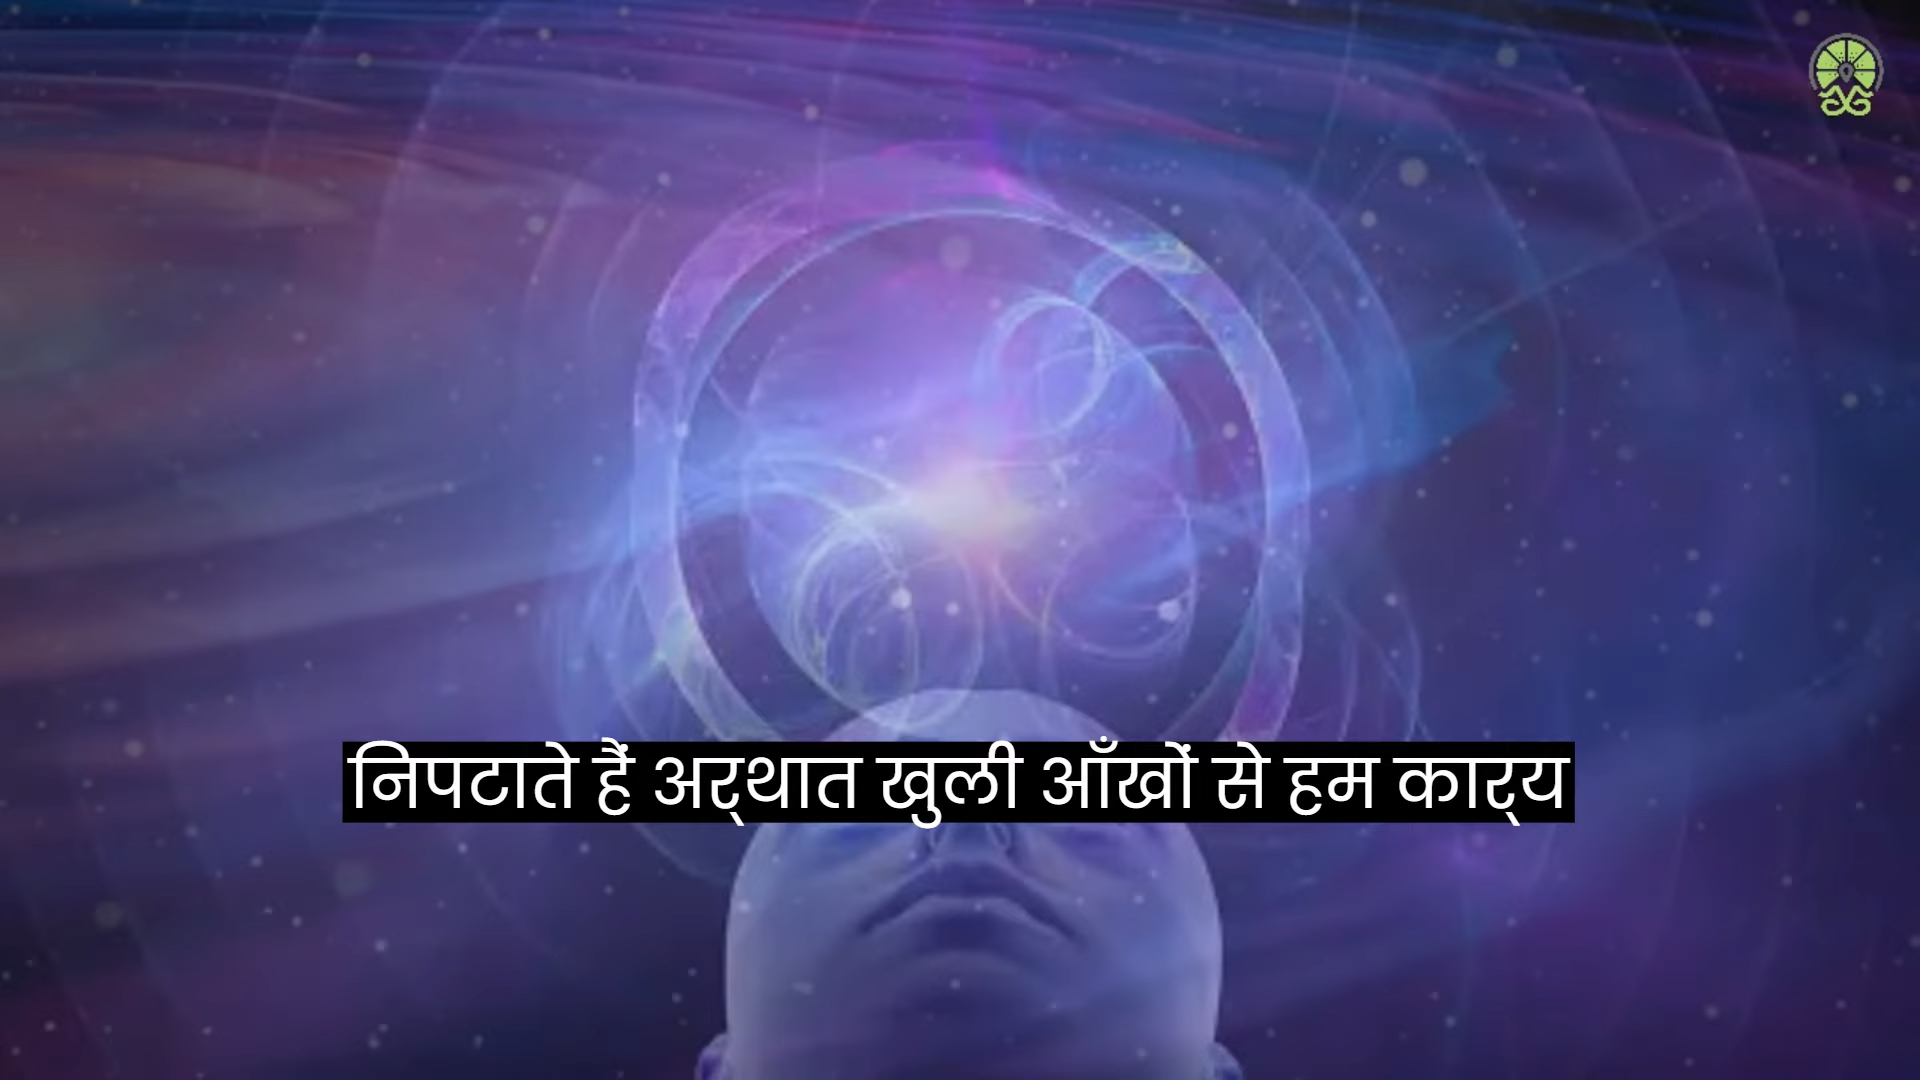 निपटाते हैं अर्थात खुली आँखों से हम कार्य